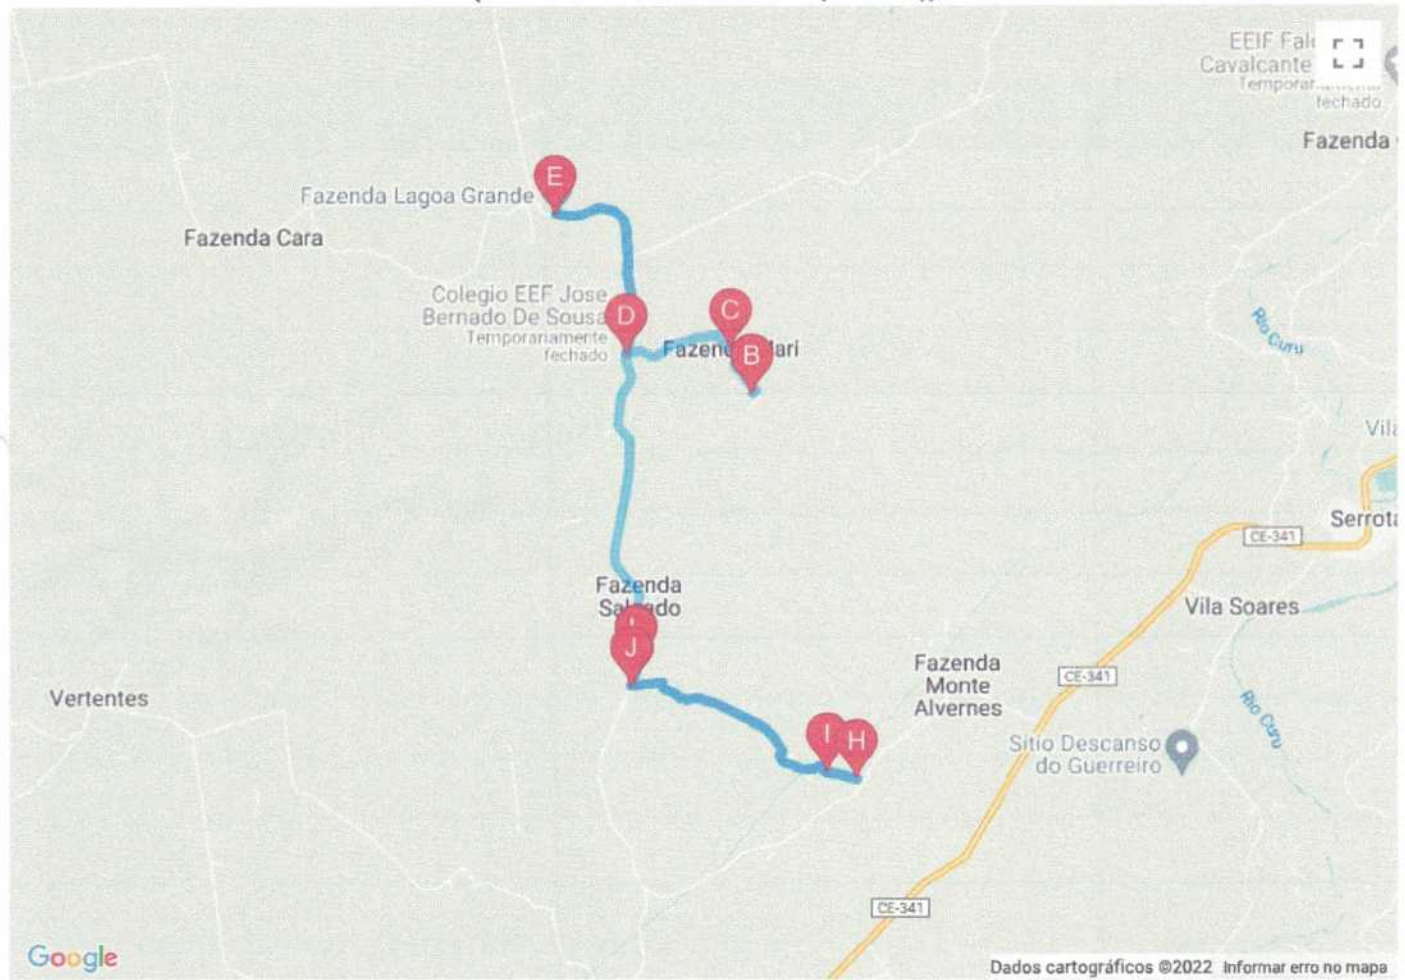 EEIF Fal
Cavalcante
fechado
Fazenda
E
Fazenda Lagoa Grande
Fazenda Cara
Colegio EEF Jose
Bernado De Sousa
Temporariamente
fechado
D
C
B
Rio Curu
CE-341
Fazenda
J
Vila Soares
CE-341
Fazenda
Monte
Alvernes
Vertentes
I
H
Sitio Descanso
do Guerreiro
Rio Curu
CE-341
Google
Dados cartográficos ©2022 Informar erro no mapa